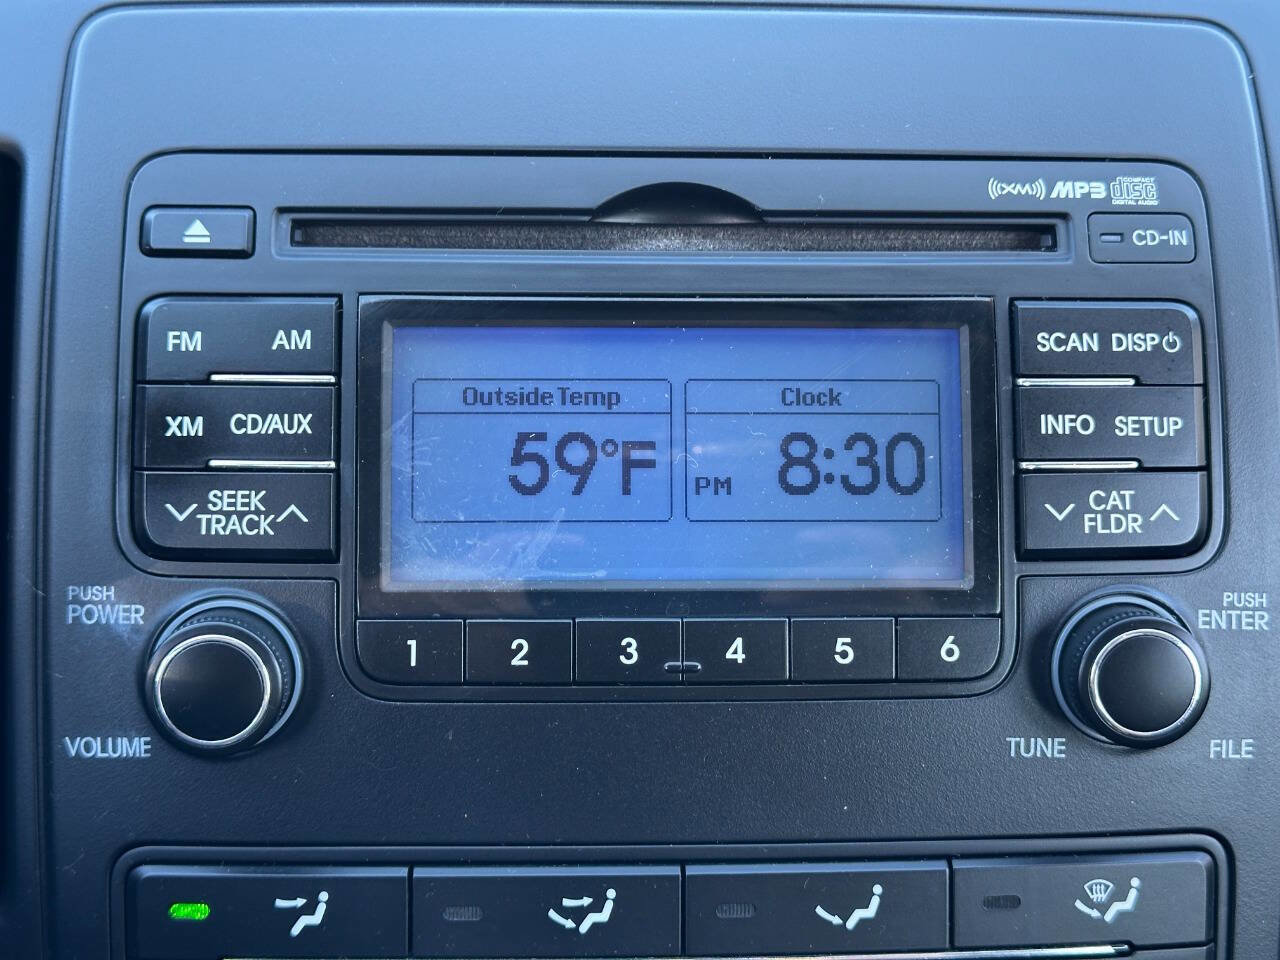 XM MP3 COMPACT disc DIGITAL AUDIO
CD-IN
FM AM
XM CD/AUX
SEEK
TRACK
Outside Temp
59°F
Clock
PM 8:30
SCAN DISP
INFO SETUP
CAT
FLDR
PUSH
POWER
VOLUME
1 2 3 4 5 6
PUSH
ENTER
TUNE FILE